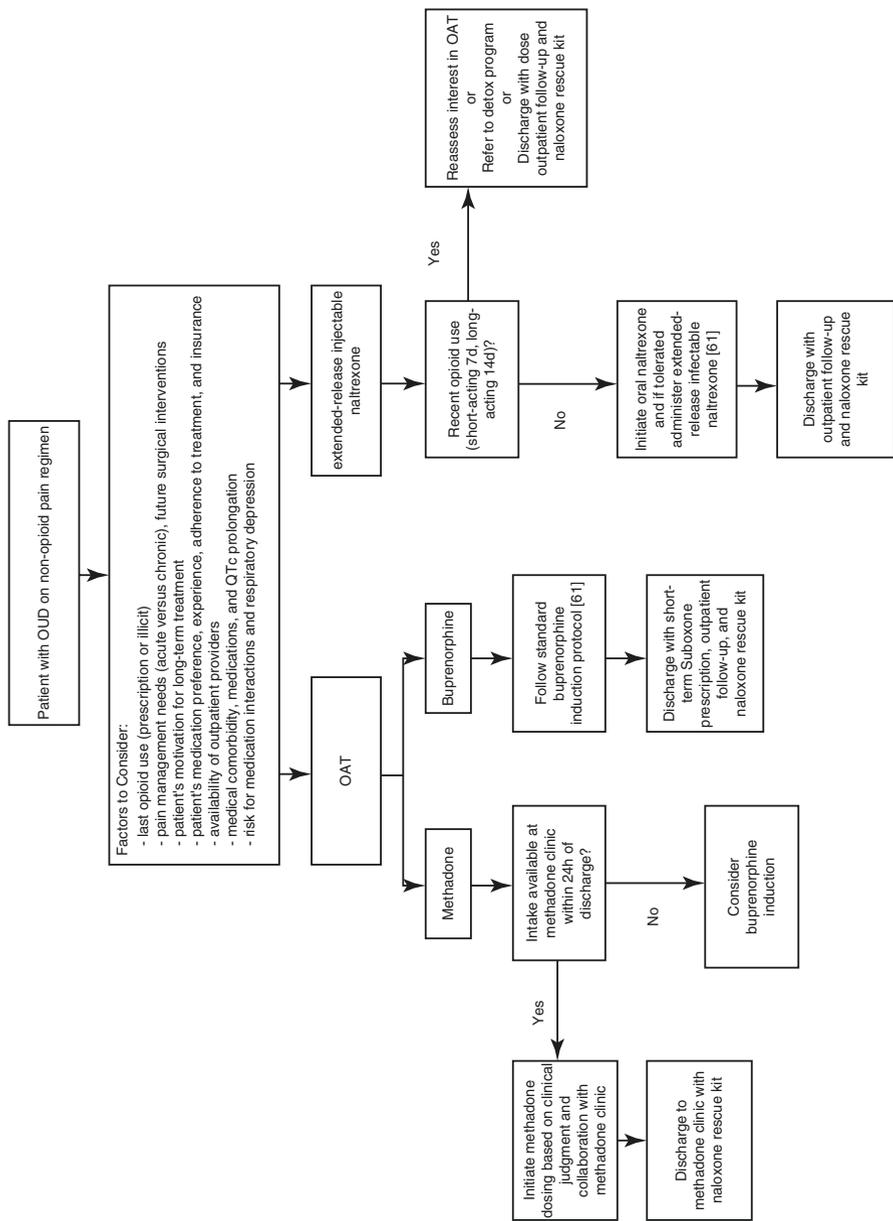 Patient with OUD on non-opioid pain regimen
Factors to Consider:
- last opioid use (prescription or illicit)
- pain management needs (acute versus chronic), future surgical interventions
- patient's motivation for long-term treatment
- patient's medication preference, experience, adherence to treatment, and insurance
- availability of outpatient providers
- medical comorbidity, medications, and QTc prolongation
- risk for medication interactions and respiratory depression
OAT
Methadone
Intake available at
methadone clinic
within 24h of
discharge?
Yes
Initiate methadone
dosing based on clinical
judgment and
collaboration with
methadone clinic
Discharge to
methadone clinic with
naloxone rescue kit
No
Consider
buprenorphine
induction
Buprenorphine
Follow standard
buprenorphine
induction protocol [61]
Discharge with short-
term Suboxone
prescription, outpatient
follow-up, and
naloxone rescue kit
extended-release injectable
naltrexone
Recent opioid use
(short-acting 7d, long-
acting 14d)?
Yes
Reassess interest in OAT
or
Refer to detox program
or
Discharge with dose
outpatient follow-up and
naloxone rescue kit
No
Initiate oral naltrexone
and if tolerated
administer extended-
release infectable
naltrexone [61]
Discharge with
outpatient follow-up
and naloxone rescue
kit